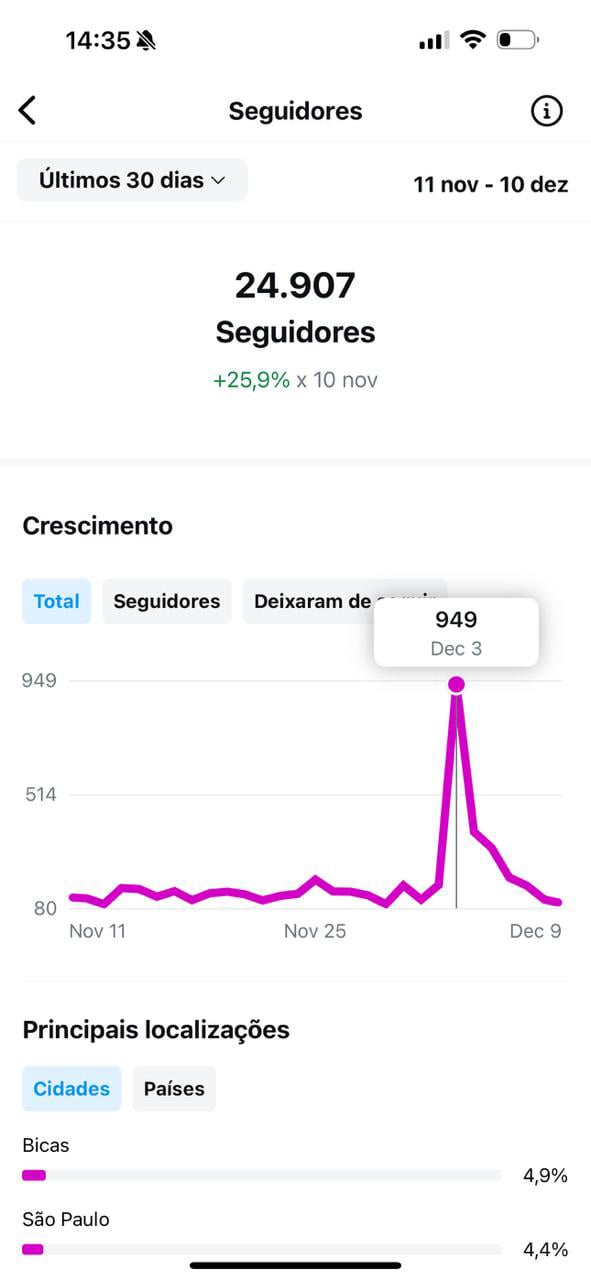 14:35
Seguidores
Últimos 30 dias
11 nov - 10 dez
24.907
Seguidores
+25,9% x 10 nov
Crescimento
Total
Seguidores
Deixaram de
949
Dec 3
949
514
80
Nov 11
Nov 25
Dec 9
Principais localizações
Cidades
Países
Bicas
4,9%
São Paulo
4,4%